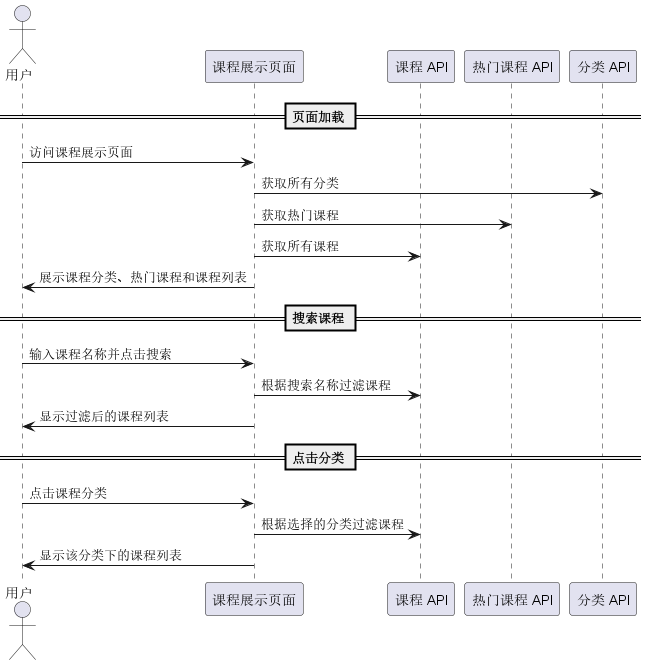 用户
课程展示页面
课程 API
热门课程 API
分类 API
页面加载
访问课程展示页面
获取所有分类
获取热门课程
获取所有课程
展示课程分类、热门课程和课程列表
搜索课程
输入课程名称并点击搜索
根据搜索名称过滤课程
显示过滤后的课程列表
点击分类
点击课程分类
根据选择的分类过滤课程
显示该分类下的课程列表
用户
课程展示页面
课程 API
热门课程 API
分类 API